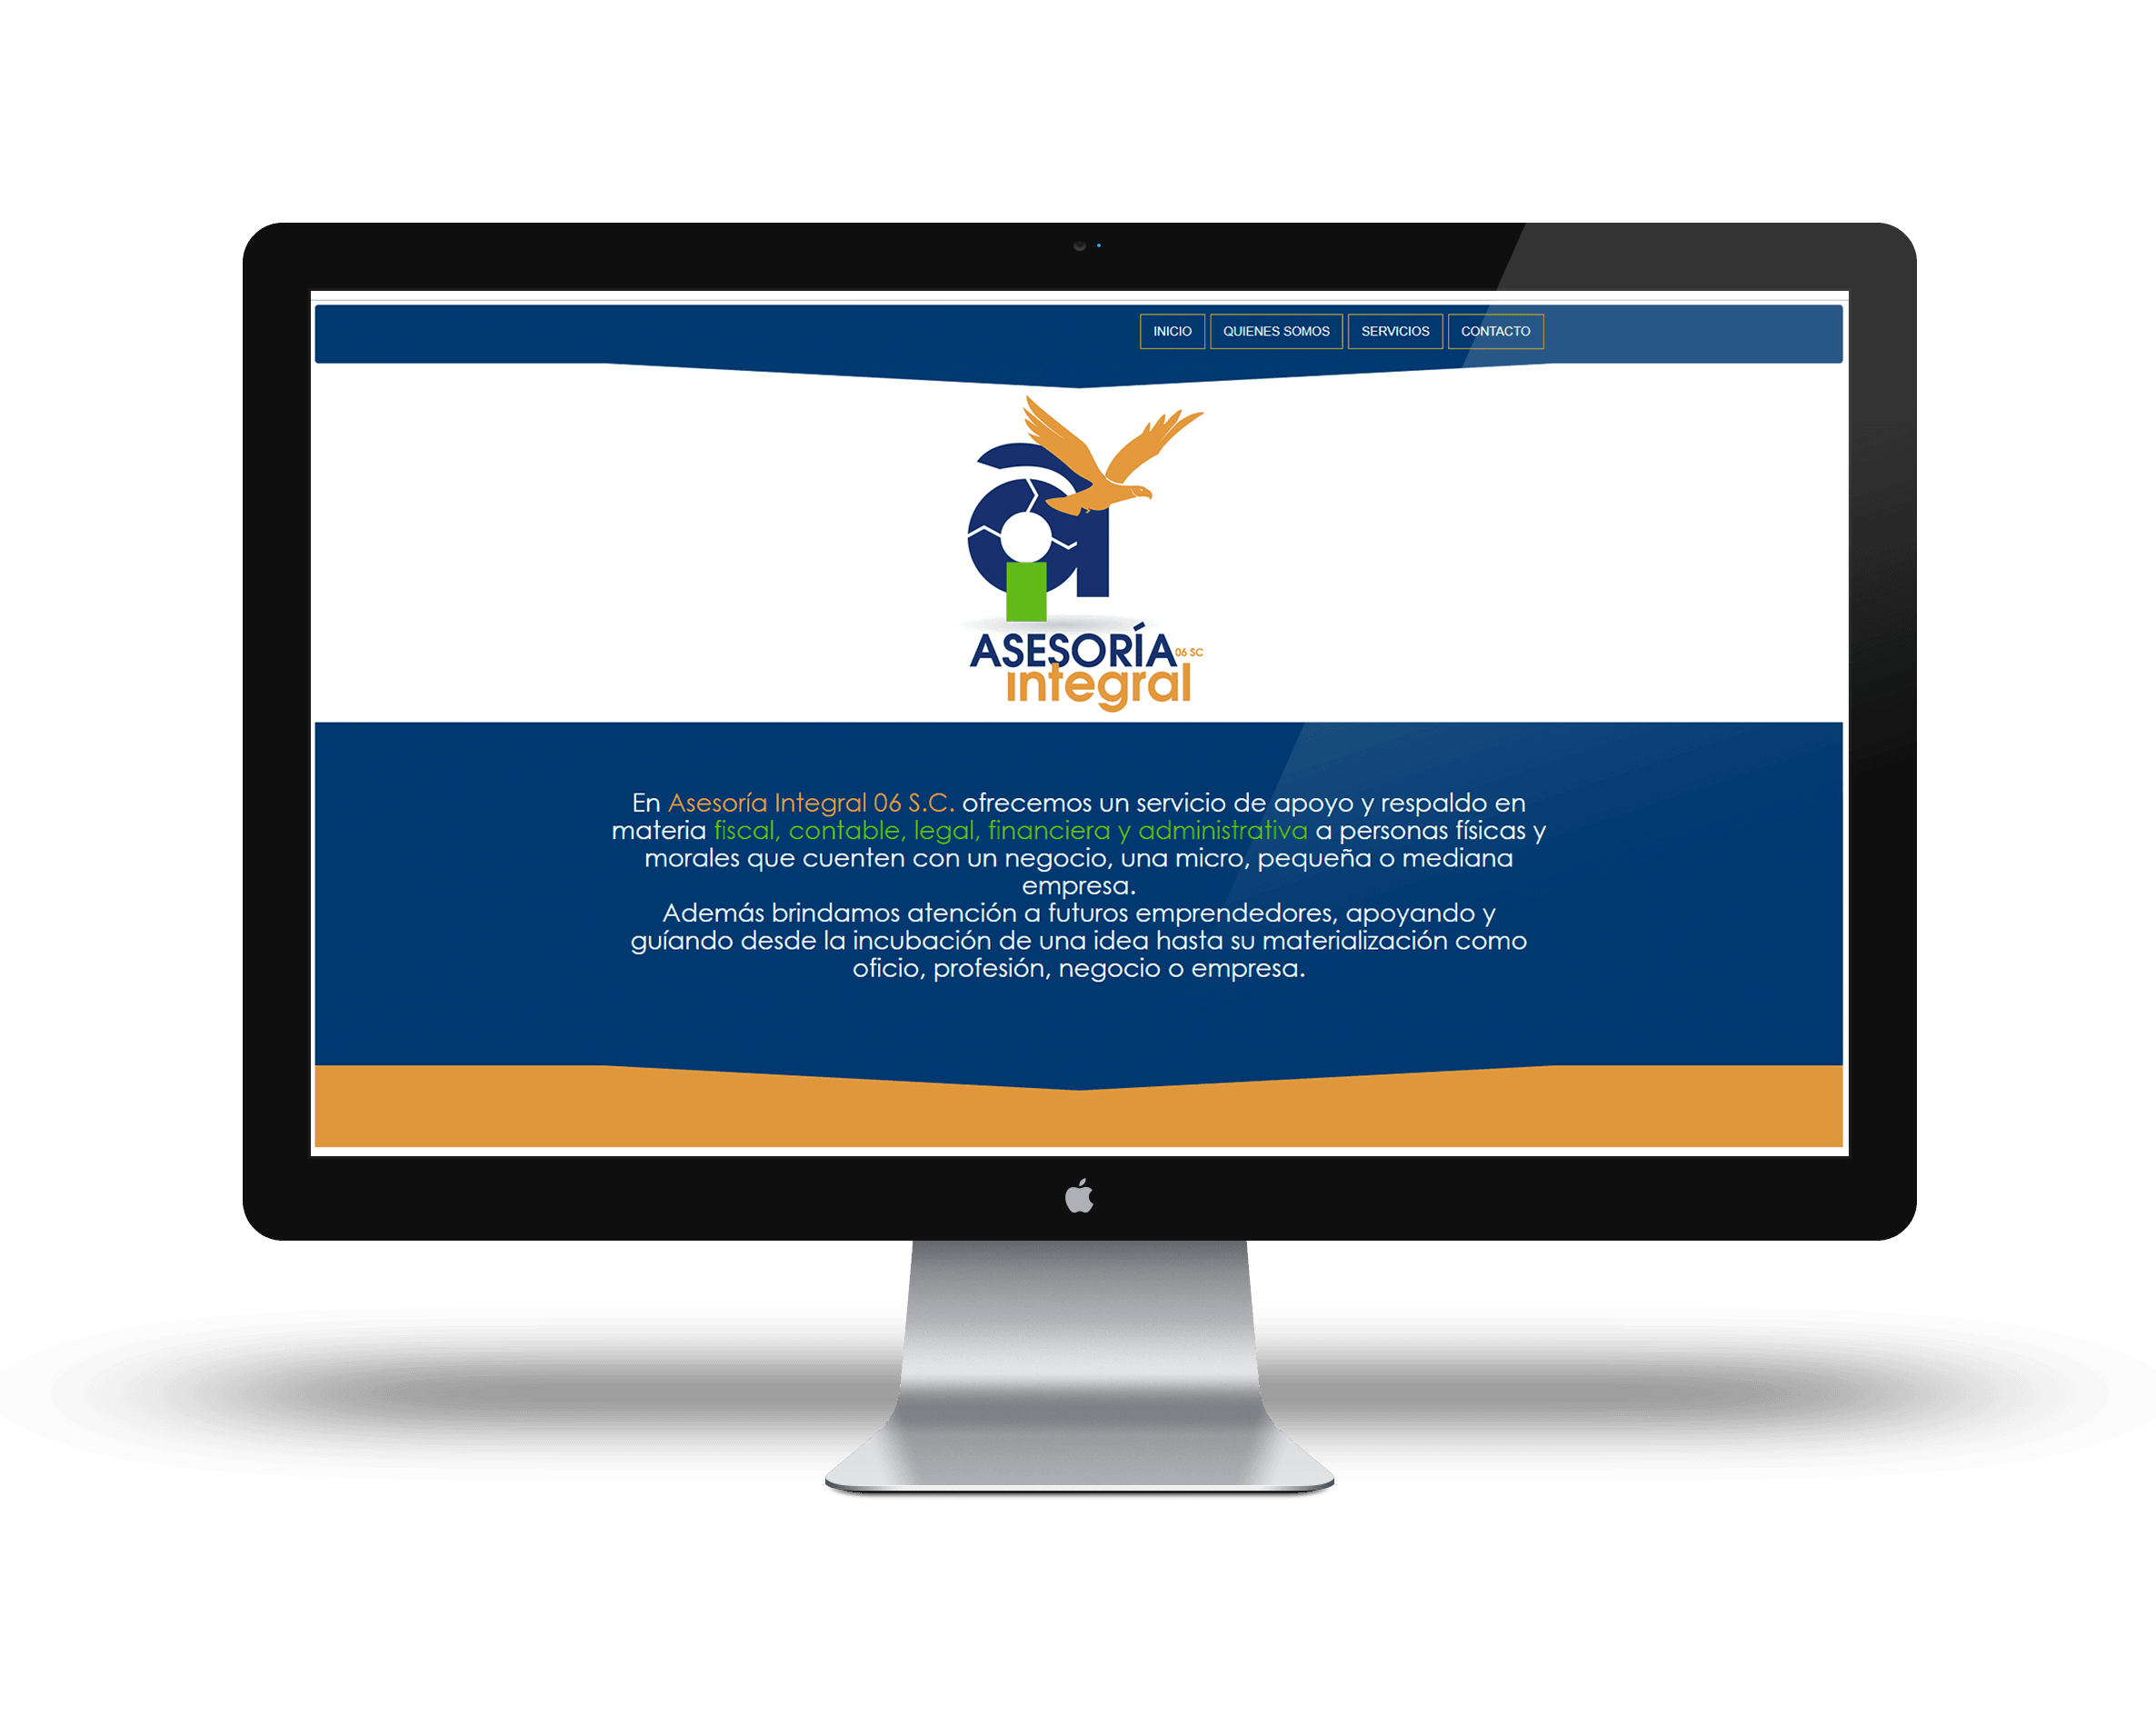 INICIO QUIENES SOMOS SERVICIOS CONTACTO
ASESORÍA 06 SC
integral
En Asesoría Integral 06 S.C. ofrecemos un servicio de apoyo y respaldo en
materia fiscal, contable, legal, financiera y administrativa a personas físicas y
morales que cuenten con un negocio, una micro, pequeña o mediana
empresa.
Además brindamos atención a futuros emprendedores, apoyando y
guíando desde la incubación de una idea hasta su materialización como
oficio, profesión, negocio o empresa.